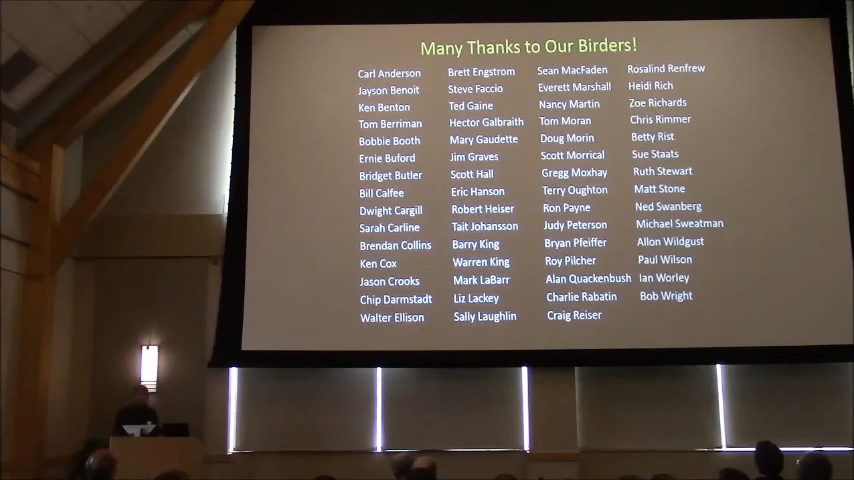 Many Thanks to Our Birders!
Carl Anderson
Jayson Benoit
Ken Benton
Tom Berriman
Bobbie Booth
Ernie Buford
Bridget Butler
Bill Calfee
Dwight Cargill
Sarah Carline
Brendan Collins
Ken Cox
Jason Crooks
Chip Darmstadt
Walter Ellison
Brett Engstrom
Steve Faccio
Ted Gaine
Hector Galbraith
Mary Gaudette
Jim Graves
Scott Hall
Eric Hanson
Robert Heiser
Tait Johansson
Barry King
Warren King
Mark LaBarr
Liz Lackey
Sally Laughlin
Sean MacFaden
Everett Marshall
Nancy Martin
Tom Moran
Doug Morin
Scott Morrical
Gregg Moxhay
Terry Oughton
Ron Payne
Judy Peterson
Bryan Pfeiffer
Roy Pilcher
Alan Quackenbush
Charlie Rabatin
Craig Reiser
Rosalind Renfrew
Heidi Rich
Zoe Richards
Chris Rimmer
Betty Rist
Sue Staats
Ruth Stewart
Matt Stone
Ned Swanberg
Michael Sweatman
Allon Wildgust
Paul Wilson
Ian Worley
Bob Wright